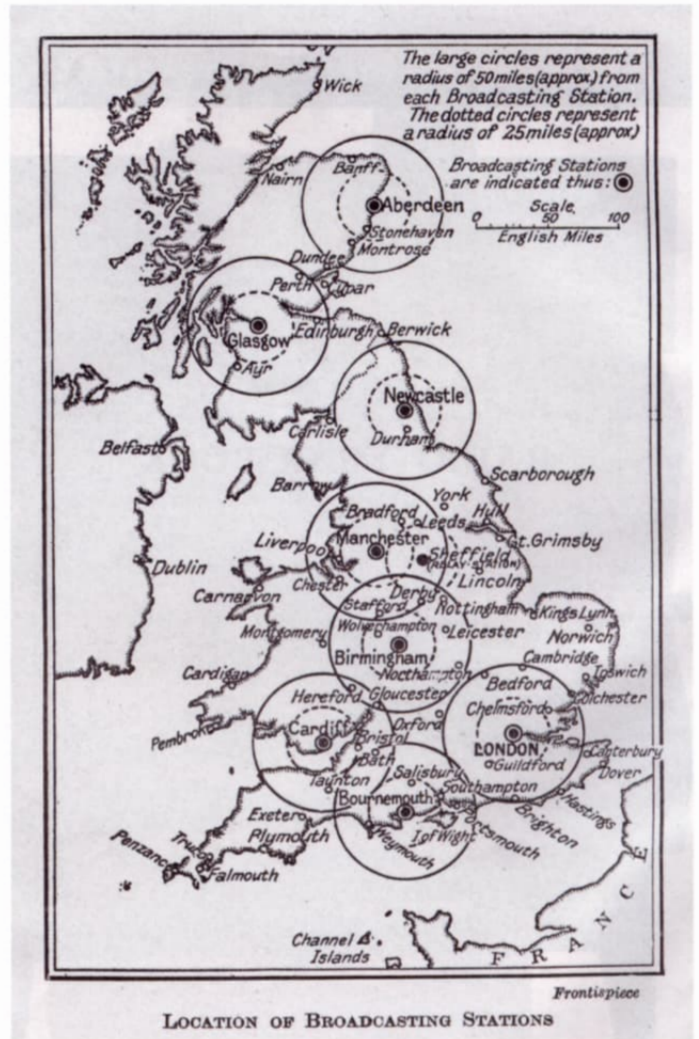 The large circles represent a
radius of 50 miles (approx) from
each Broadcasting Station.
The dotted circles represent
a radius of 25 miles (approx)
Broadcasting Stations
are indicated thus:
Scale.
0 50 100
English Miles
Wick
Nairn
Banff
Aberdeen
Stonehaven
Montrose
Dundee
Perth
Cupar
Glasgow
Edinburgh
Berwick
Ayr
Newcastle
Carlisle
Durham
Belfast
Scarborough
Barrow
York
Bradford
Leeds
Hull
Liverpool
Manchester
Gt. Grimsby
Sheffield
(RELAY STATION)
Dublin
Chester
Lincoln
Carnarvon
Derby
Stafford
Nottingham
Kings Lynn
Wolverhampton
Leicester
Norwich
Montgomery
Birmingham
Cambridge
Northampton
Ipswich
Cardigan
Bedford
Hereford
Gloucester
Colchester
Chelmsford
Oxford
Pembroke
Cardiff
Bristol
LONDON
Canterbury
Bath
Guildford
Dover
Taunton
Salisbury
Southampton
Bournemouth
Hastings
Exeter
Brighton
Plymouth
I of Wight
Portsmouth
Weymouth
Penzance
Truro
Falmouth
Channel
Islands
FRANCE
Frontispiece
LOCATION OF BROADCASTING STATIONS